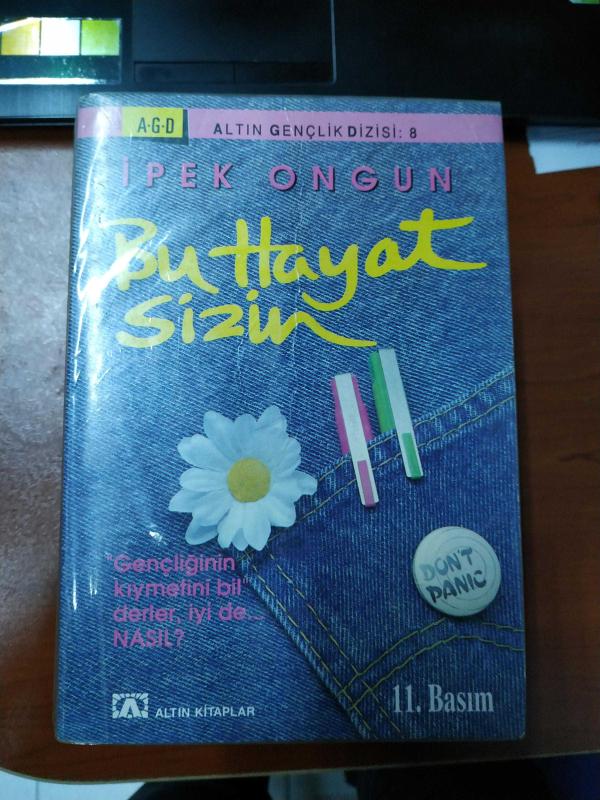 A·G·D
ALTIN GENÇLİK DİZİSİ: 8
İPEK ONGUN
Bu Hayat
Sizin
"Gençliğinin
kıymetini bil"
derler, iyi de...
NASIL?
DON'T
PANIC
ALTIN KİTAPLAR
11. Basım